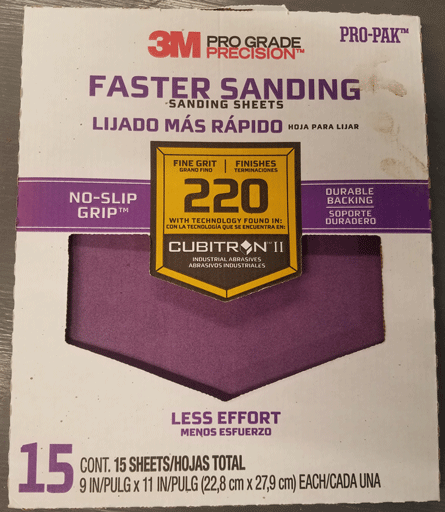 3M PRO GRADE PRECISION™
PRO-PAK™
FASTER SANDING
SANDING SHEETS
LIJADO MÁS RÁPIDO HOJA PARA LIJAR
FINE GRIT
GRANO FINO
FINISHES
TERMINACIONES
220
WITH TECHNOLOGY FOUND IN:
CON LA TECNOLOGÍA QUE SE ENCUENTRA EN:
CUBITRON™ II
INDUSTRIAL ABRASIVES
ABRASIVOS INDUSTRIALES
NO-SLIP
GRIP™
DURABLE
BACKING
SOPORTE
DURADERO
LESS EFFORT
MENOS ESFUERZO
15 CONT. 15 SHEETS/HOJAS TOTAL
9 IN/PULG x 11 IN/PULG (22,8 cm x 27,9 cm) EACH/CADA UNA